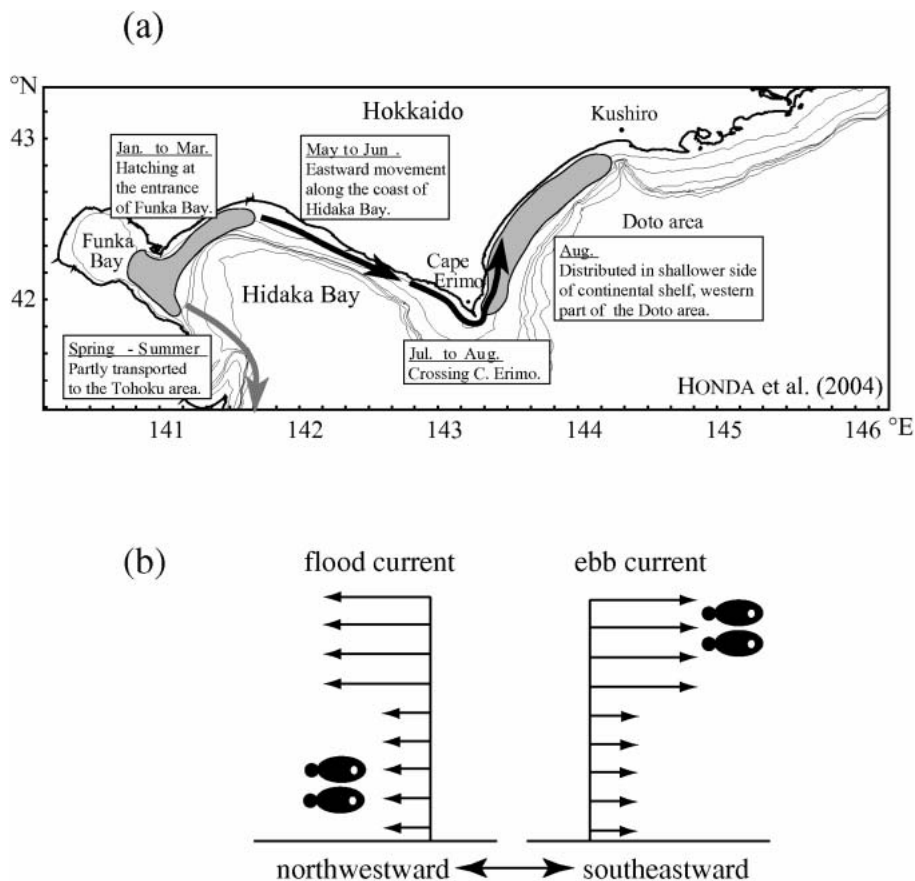 (a)
°N
Hokkaido
Kushiro
43
Jan. to Mar.
Hatching at
the entrance
of Funka Bay.
May to Jun .
Eastward movement
along the coast of
Hidaka Bay.
Funka
Bay
Doto area
Cape
Erimo
Aug.
Distributed in shallower side
of continental shelf, western
part of the Doto area.
42
Hidaka Bay
Spring - Summer
Partly transported
to the Tohoku area.
Jul. to Aug.
Crossing C. Erimo.
HONDA et al. (2004)
141 142 143 144 145 146 °E
(b)
flood current ebb current
northwestward southeastward